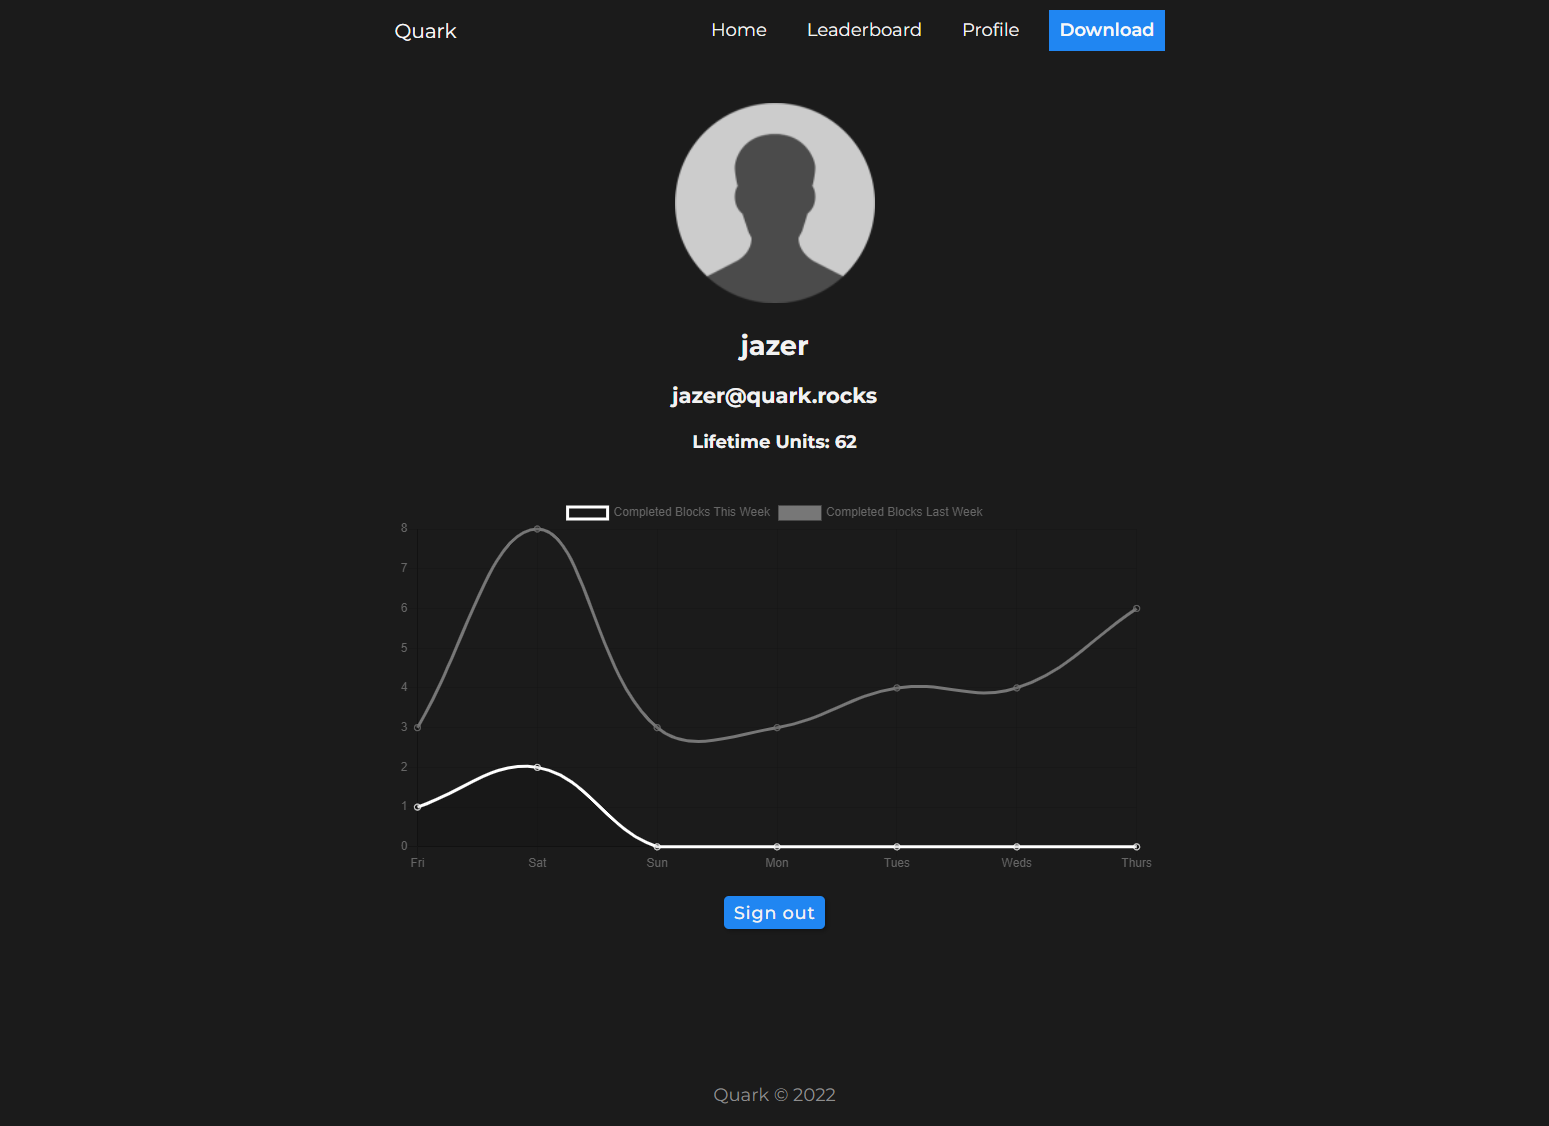 Quark
Home Leaderboard Profile Download
jazer
jazer@quark.rocks
Lifetime Units: 62
Completed Blocks This Week Completed Blocks Last Week
8
7
6
5
4
3
2
1
0
Fri Sat Sun Mon Tues Weds Thurs
Sign out
Quark © 2022